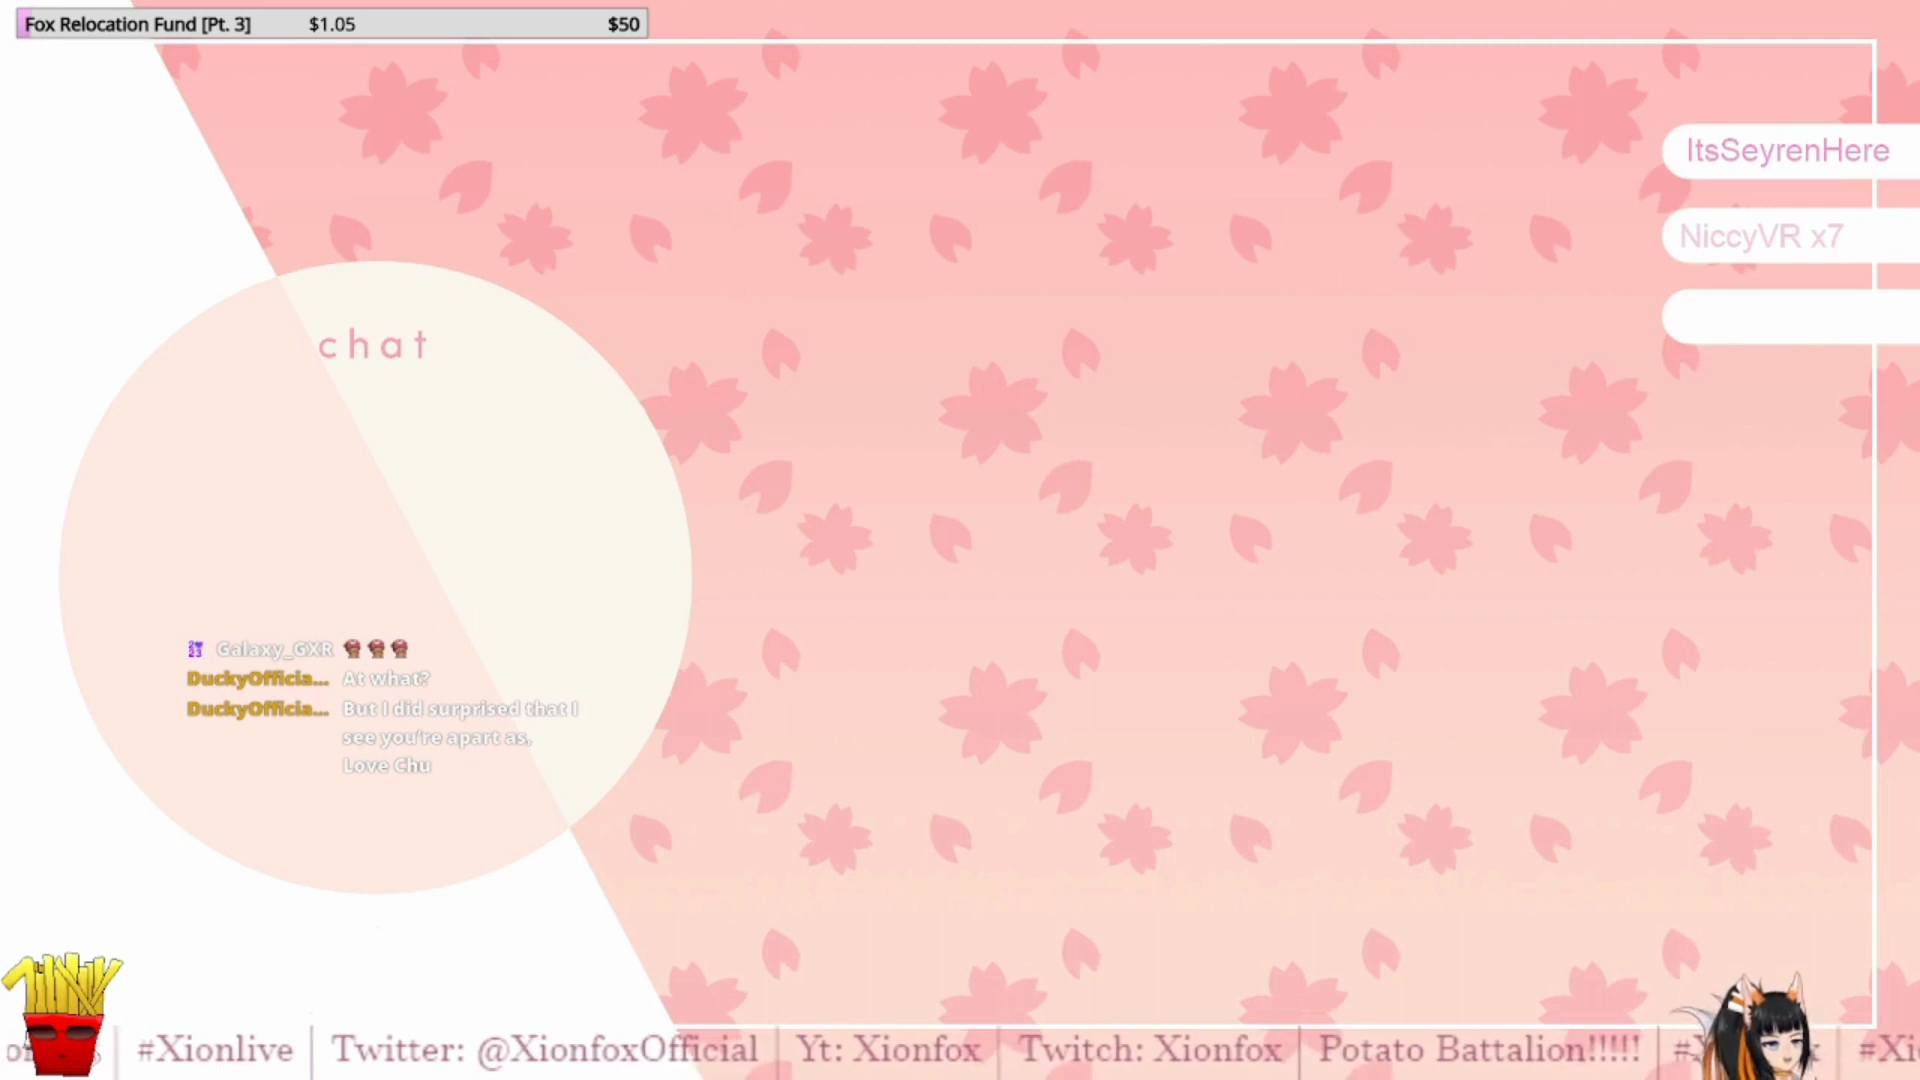 Fox Relocation Fund [Pt. 3] $1.05 $50
ItsSeyrenHere
NiccyVR x7
chat
Galaxy_GXR
DuckyOfficia... At what?
DuckyOfficia... But I did surprised that I
see you're apart as,
Love Chu
#Xionlive Twitter: @XionfoxOfficial Yt: Xionfox Twitch: Xionfox Potato Battalion!!!!!